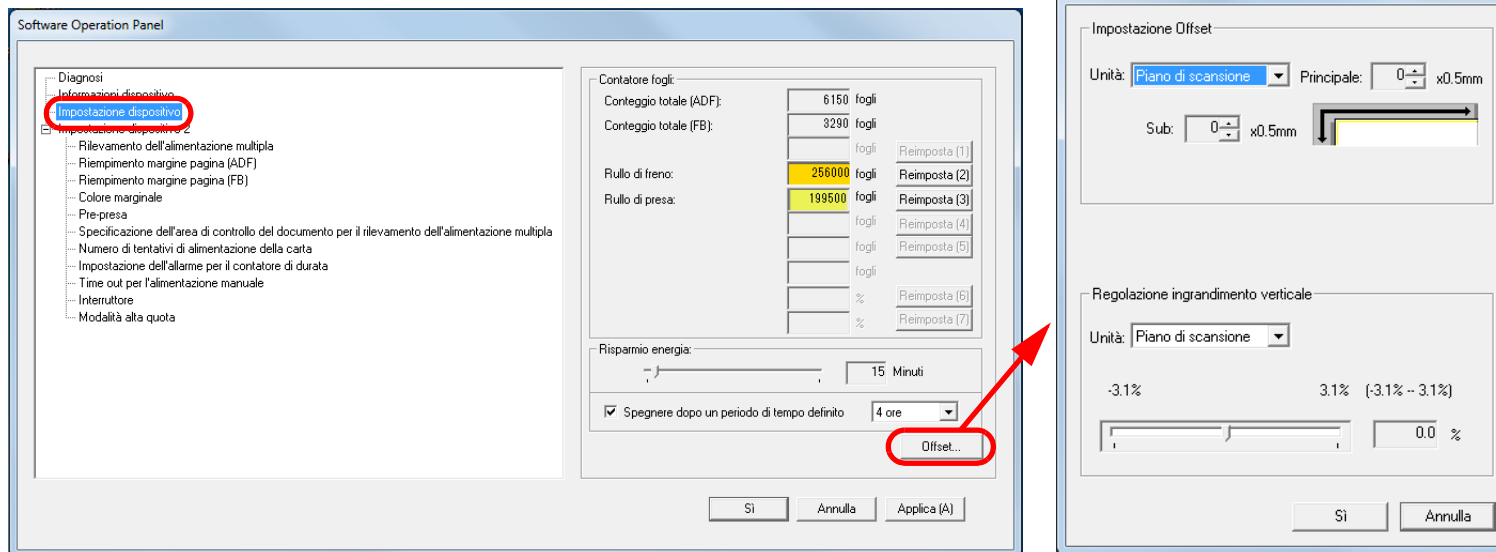 Software Operation Panel
Diagnosi
Informazioni dispositivo
Impostazione dispositivo
Impostazione dispositivo 2
Rilevamento dell'alimentazione multipla
Riempimento margine pagina (ADF)
Riempimento margine pagina (FB)
Colore marginale
Pre-presa
Specificazione dell'area di controllo del documento per il rilevamento dell'alimentazione multipla
Numero di tentativi di alimentazione della carta
Impostazione dell'allarme per il contatore di durata
Time out per l'alimentazione manuale
Interruttore
Modalità alta quota
Contatore fogli:
Conteggio totale (ADF): 6150 fogli
Conteggio totale (FB): 3290 fogli
fogli Reimposta (1)
Rullo di freno: 256000 fogli Reimposta (2)
Rullo di presa: 199500 fogli Reimposta (3)
fogli Reimposta (4)
fogli Reimposta (5)
fogli
% Reimposta (6)
% Reimposta (7)
Risparmio energia:
15 Minuti
Spegnere dopo un periodo di tempo definito 4 ore
Offset...
Sì Annulla Applica (A)
Impostazione Offset
Unità: Piano di scansione Principale: 0 x0.5mm
Sub: 0 x0.5mm
Regolazione ingrandimento verticale
Unità: Piano di scansione
-3.1% 3.1% (-3.1% -- 3.1%)
0.0 %
Sì Annulla